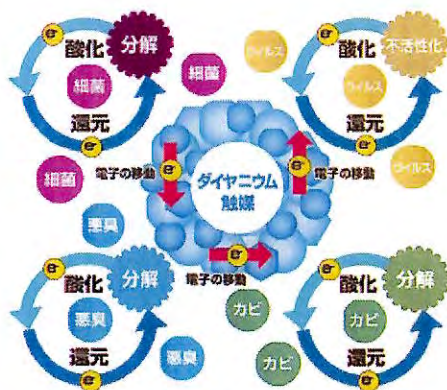 e-
酸化
分解
細菌
還元
e-
細菌
ウイルス
e-
酸化
不活性化
ウイルス
還元
e-
細菌
電子の移動
e-
ダイヤニウム
触媒
e-
電子の移動
ウイルス
悪臭
e-
電子の移動
e-
酸化
分解
悪臭
還元
e-
悪臭
カビ
カビ
e-
酸化
分解
カビ
還元
e-